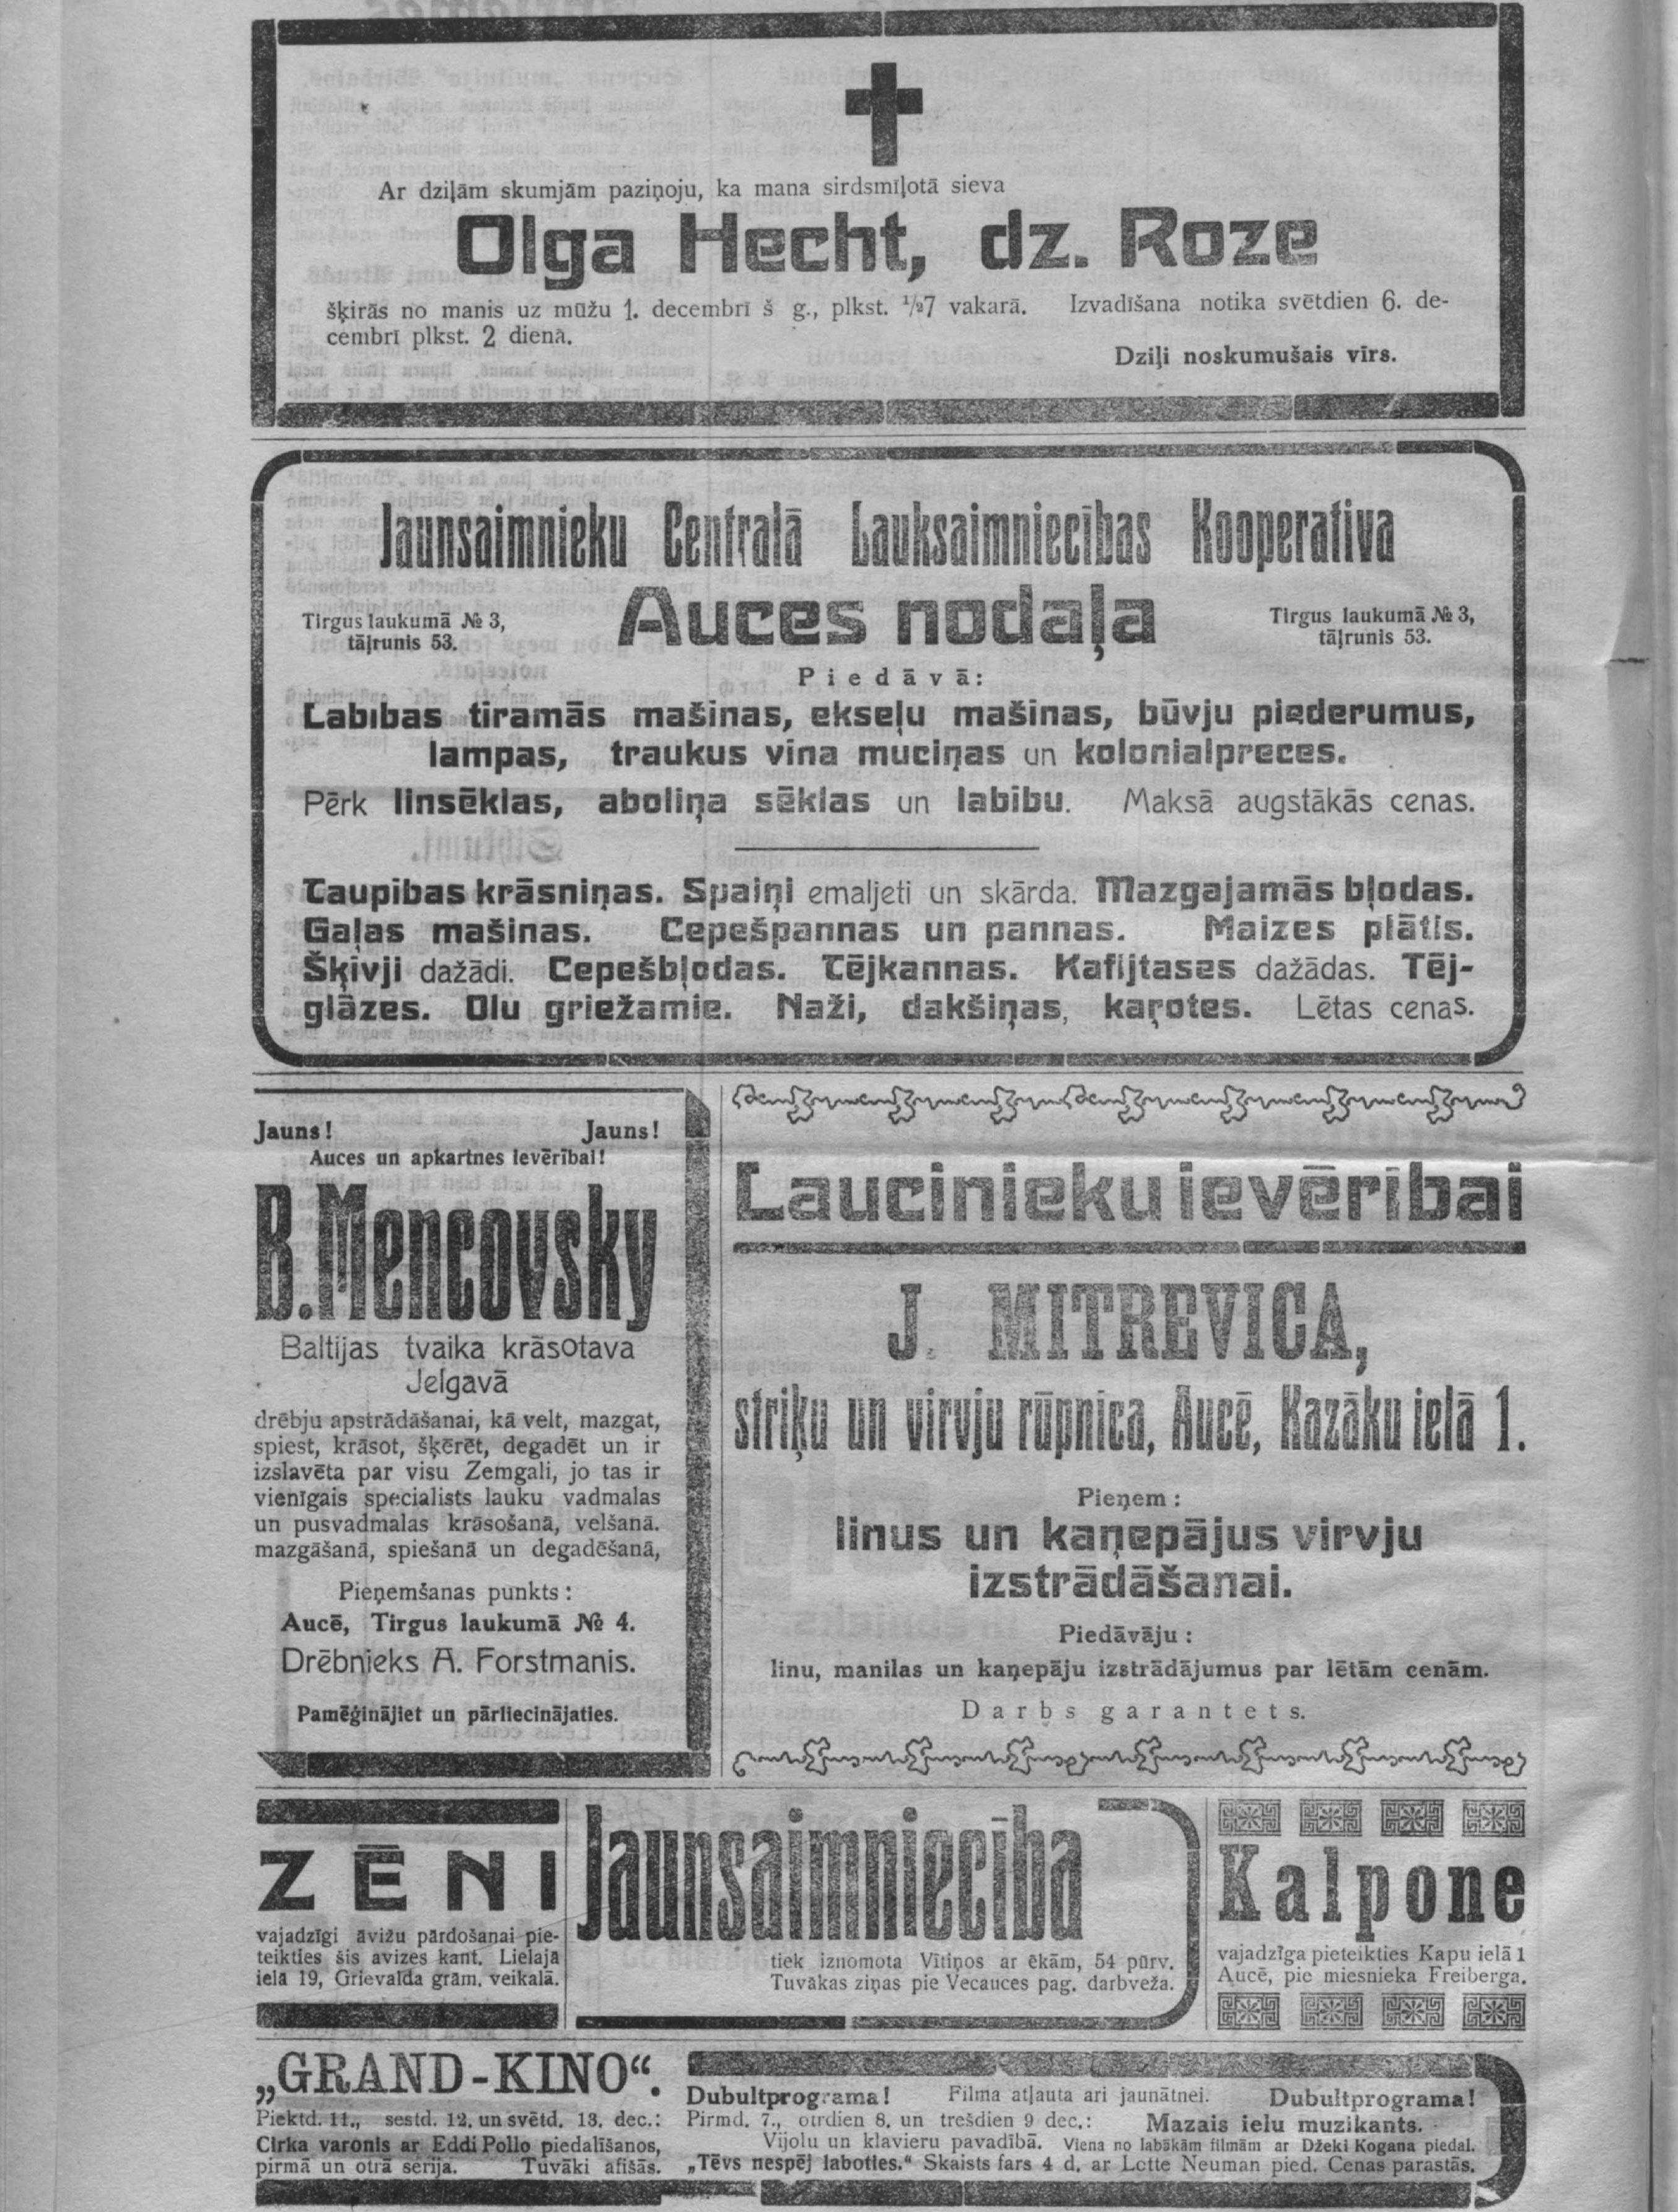 Ar dziļām skumjām paziņoju, ka mana sirdsmīļotā sieva
Olga Hecht, dz. Roze
šķirās no manis uz mūžu 1. decembrī š g., plkst. ½7 vakarā. Izvadīšana notika svētdien 6. de-
cembrī plkst. 2 dienā.
Dziļi noskumušais vīrs.
Jaunsaimnieku Centralā Lauksaimniecības Kooperativa
Auces nodaļa
Tirgus laukumā № 3,
tāļrunis 53.
Tirgus laukumā № 3,
tāļrunis 53.
Piedāvā:
Labības tīramās mašinas, ekseļu mašinas, būvju piederumus,
lampas, traukus vīna muciņas un kolonialpreces.
Pērk linsēklas, aboliņa sēklas un labību. Maksā augstākās cenas.
Taupības krāsniņas. Spaiņi emaljeti un skārda. Mazgajamās bļodas.
Gaļas mašinas. Cepešpannas un pannas. Maizes plātis.
Šķīvji dažādi. Cepešbļodas. Tējkannas. Kafijtases dažādas. Tēj-
glāzes. Olu griežamie. Naži, dakšiņas, kaŗotes. Lētas cenas.
Jauns! Jauns!
Auces un apkartnes ievērībai!
B. Mencovsky
Baltijas tvaika krāsotava
Jelgavā
drēbju apstrādāšanai, kā velt, mazgat,
spiest, krāsot, šķērēt, degadēt un ir
izslavēta par visu Zemgali, jo tas ir
vienīgais specialists lauku vadmalas
un pusvadmalas krāsošanā, velšanā.
mazgāšanā, spiešanā un degadēšanā,
Pieņemšanas punkts:
Aucē, Tirgus laukumā № 4.
Drēbnieks A. Forstmanis.
Pamēģinājiet un pārliecinājaties.
Laucinieku ievērībai
J. MITREVICA,
striķu un virvju rūpnīca, Aucē, Kazāku ielā 1.
Pieņem:
linus un kaņepājus virvju
izstrādāšanai.
Piedāvāju:
linu, manilas un kaņepāju izstrādājumus par lētām cenām.
Darbs garantets.
ZĒNI
vajadzīgi āvižu pārdošanai pie-
teikties šis avizes kant. Lielajā
ielā 19, Grievalda grām. veikalā.
Jaunsaimniecība
tiek iznomota Vītiņos ar ēkām, 54 pūrv.
Tuvākas ziņas pie Vecauces pag. darbveža.
Kalpone
vajadzīga pieteikties Kapu ielā 1
Aucē, pie miesnieka Freiberga.
„GRAND-KINO“.
Piektd. 11., sestd. 12. un svētd. 13. dec.:
Cirka varonis ar Eddi Pollo piedalīšanos,
pirmā un otrā serija. Tuvāki afišās.
Dubultprograma! Filma atļauta ari jaunātnei. Dubultprograma!
Pirmd. 7., otrdien 8. un trešdien 9 dec.: Mazais ielu muzikants.
Vijolu un klavieru pavadībā. Viena no labākām filmām ar Džeki Kogana piedal.
„Tēvs nespēj laboties.“ Skaists fars 4 d. ar Lotte Neuman pied. Cenas parastās.